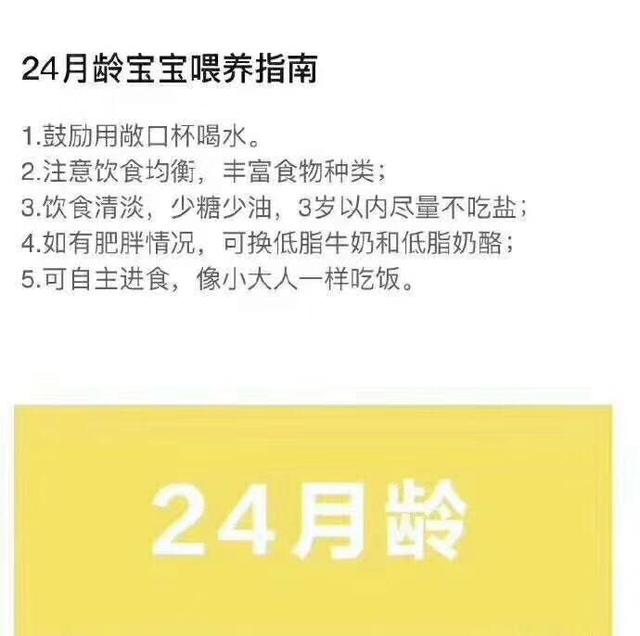 24月龄宝宝喂养指南
1.鼓励用敞口杯喝水。
2.注意饮食均衡，丰富食物种类；
3.饮食清淡，少糖少油，3岁以内尽量不吃盐；
4.如有肥胖情况，可换低脂牛奶和低脂奶酪；
5.可自主进食，像小大人一样吃饭。
24月龄